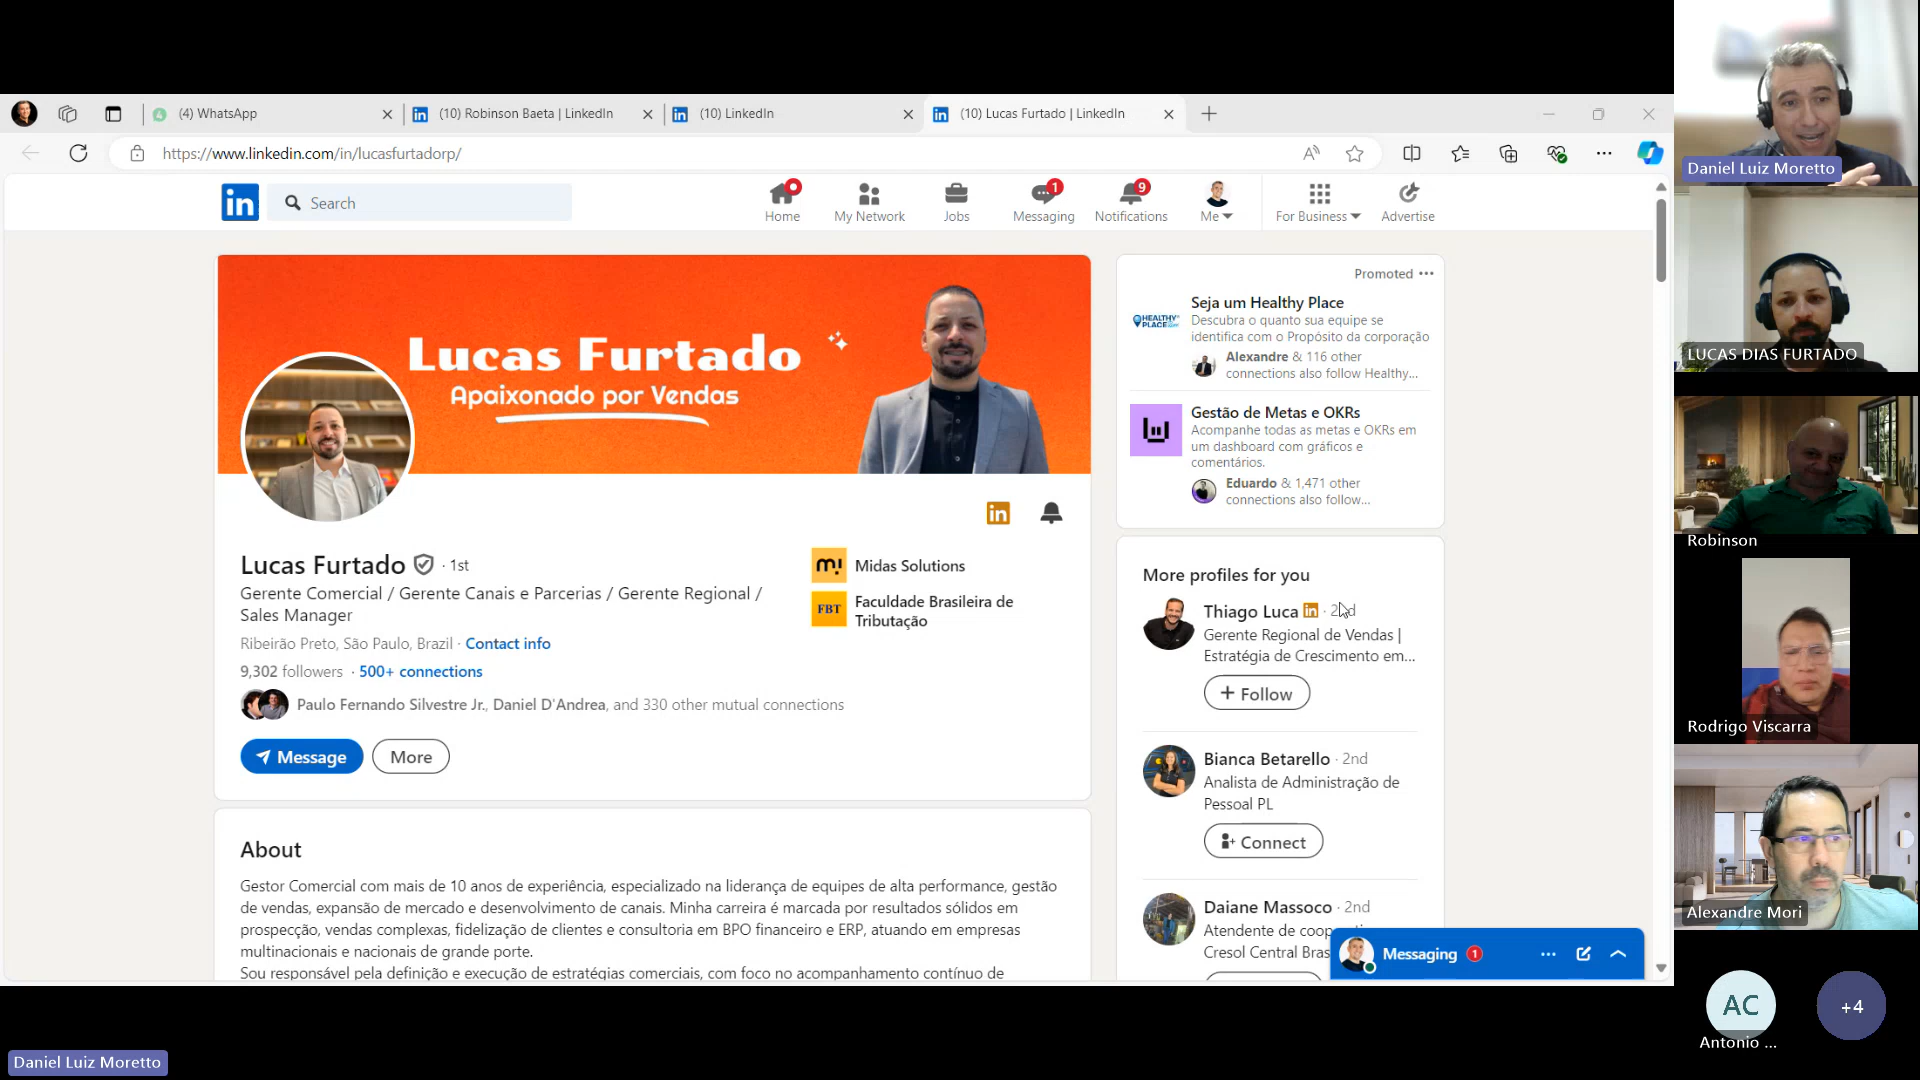 (4) WhatsApp
(10) Robinson Baeta | LinkedIn
(10) LinkedIn
(10) Lucas Furtado | LinkedIn
https://www.linkedin.com/in/lucasfurtadorp/
Search
Home
My Network
Jobs
1
Messaging
9
Notifications
Me
For Business
Advertise
Lucas Furtado
Apaixonado por Vendas
Lucas Furtado · 1st
Gerente Comercial / Gerente Canais e Parcerias / Gerente Regional /
Sales Manager
Ribeirão Preto, São Paulo, Brazil · Contact info
9,302 followers · 500+ connections
Paulo Fernando Silvestre Jr., Daniel D'Andrea, and 330 other mutual connections
Message
More
Midas Solutions
FBT
Faculdade Brasileira de
Tributação
About
Gestor Comercial com mais de 10 anos de experiência, especializado na liderança de equipes de alta performance, gestão
de vendas, expansão de mercado e desenvolvimento de canais. Minha carreira é marcada por resultados sólidos em
prospecção, vendas complexas, fidelização de clientes e consultoria em BPO financeiro e ERP, atuando em empresas
multinacionais e nacionais de grande porte.
Sou responsável pela definição e execução de estratégias comerciais, com foco no acompanhamento contínuo de
Promoted
Seja um Healthy Place
HEALTHY PLACE
Descubra o quanto sua equipe se
identifica com o Propósito da corporação
Alexandre & 116 other
connections also follow Healthy...
Gestão de Metas e OKRs
Acompanhe todas as metas e OKRs em
um dashboard com gráficos e
comentários.
Eduardo & 1,471 other
connections also follow...
More profiles for you
Thiago Luca · 2nd
Gerente Regional de Vendas |
Estratégia de Crescimento em...
+ Follow
Bianca Betarello · 2nd
Analista de Administração de
Pessoal PL
Connect
Daiane Massoco · 2nd
Atendente de
Cresol Central
Messaging 1
Daniel Luiz Moretto
LUCAS DIAS FURTADO
Robinson
Rodrigo Viscarra
Alexandre Mori
AC
Antonio ...
+4
Daniel Luiz Moretto